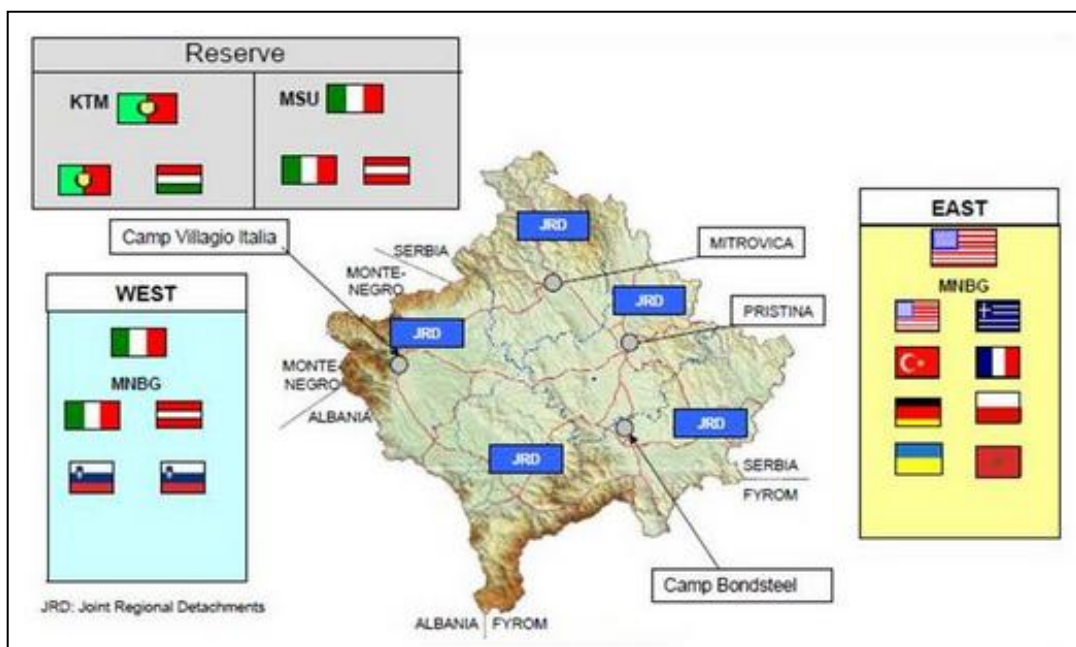 Reserve
KTM
MSU
Camp Villagio Italia
SERBIA
MONTE-
NEGRO
JRD
MITROVICA
EAST
MNBG
WEST
MNBG
JRD
JRD
PRISTINA
MONTE-
NEGRO
ALBANIA
JRD
JRD
SERBIA
FYROM
Camp Bondsteel
JRD: Joint Regional Detachments
ALBANIA
FYROM